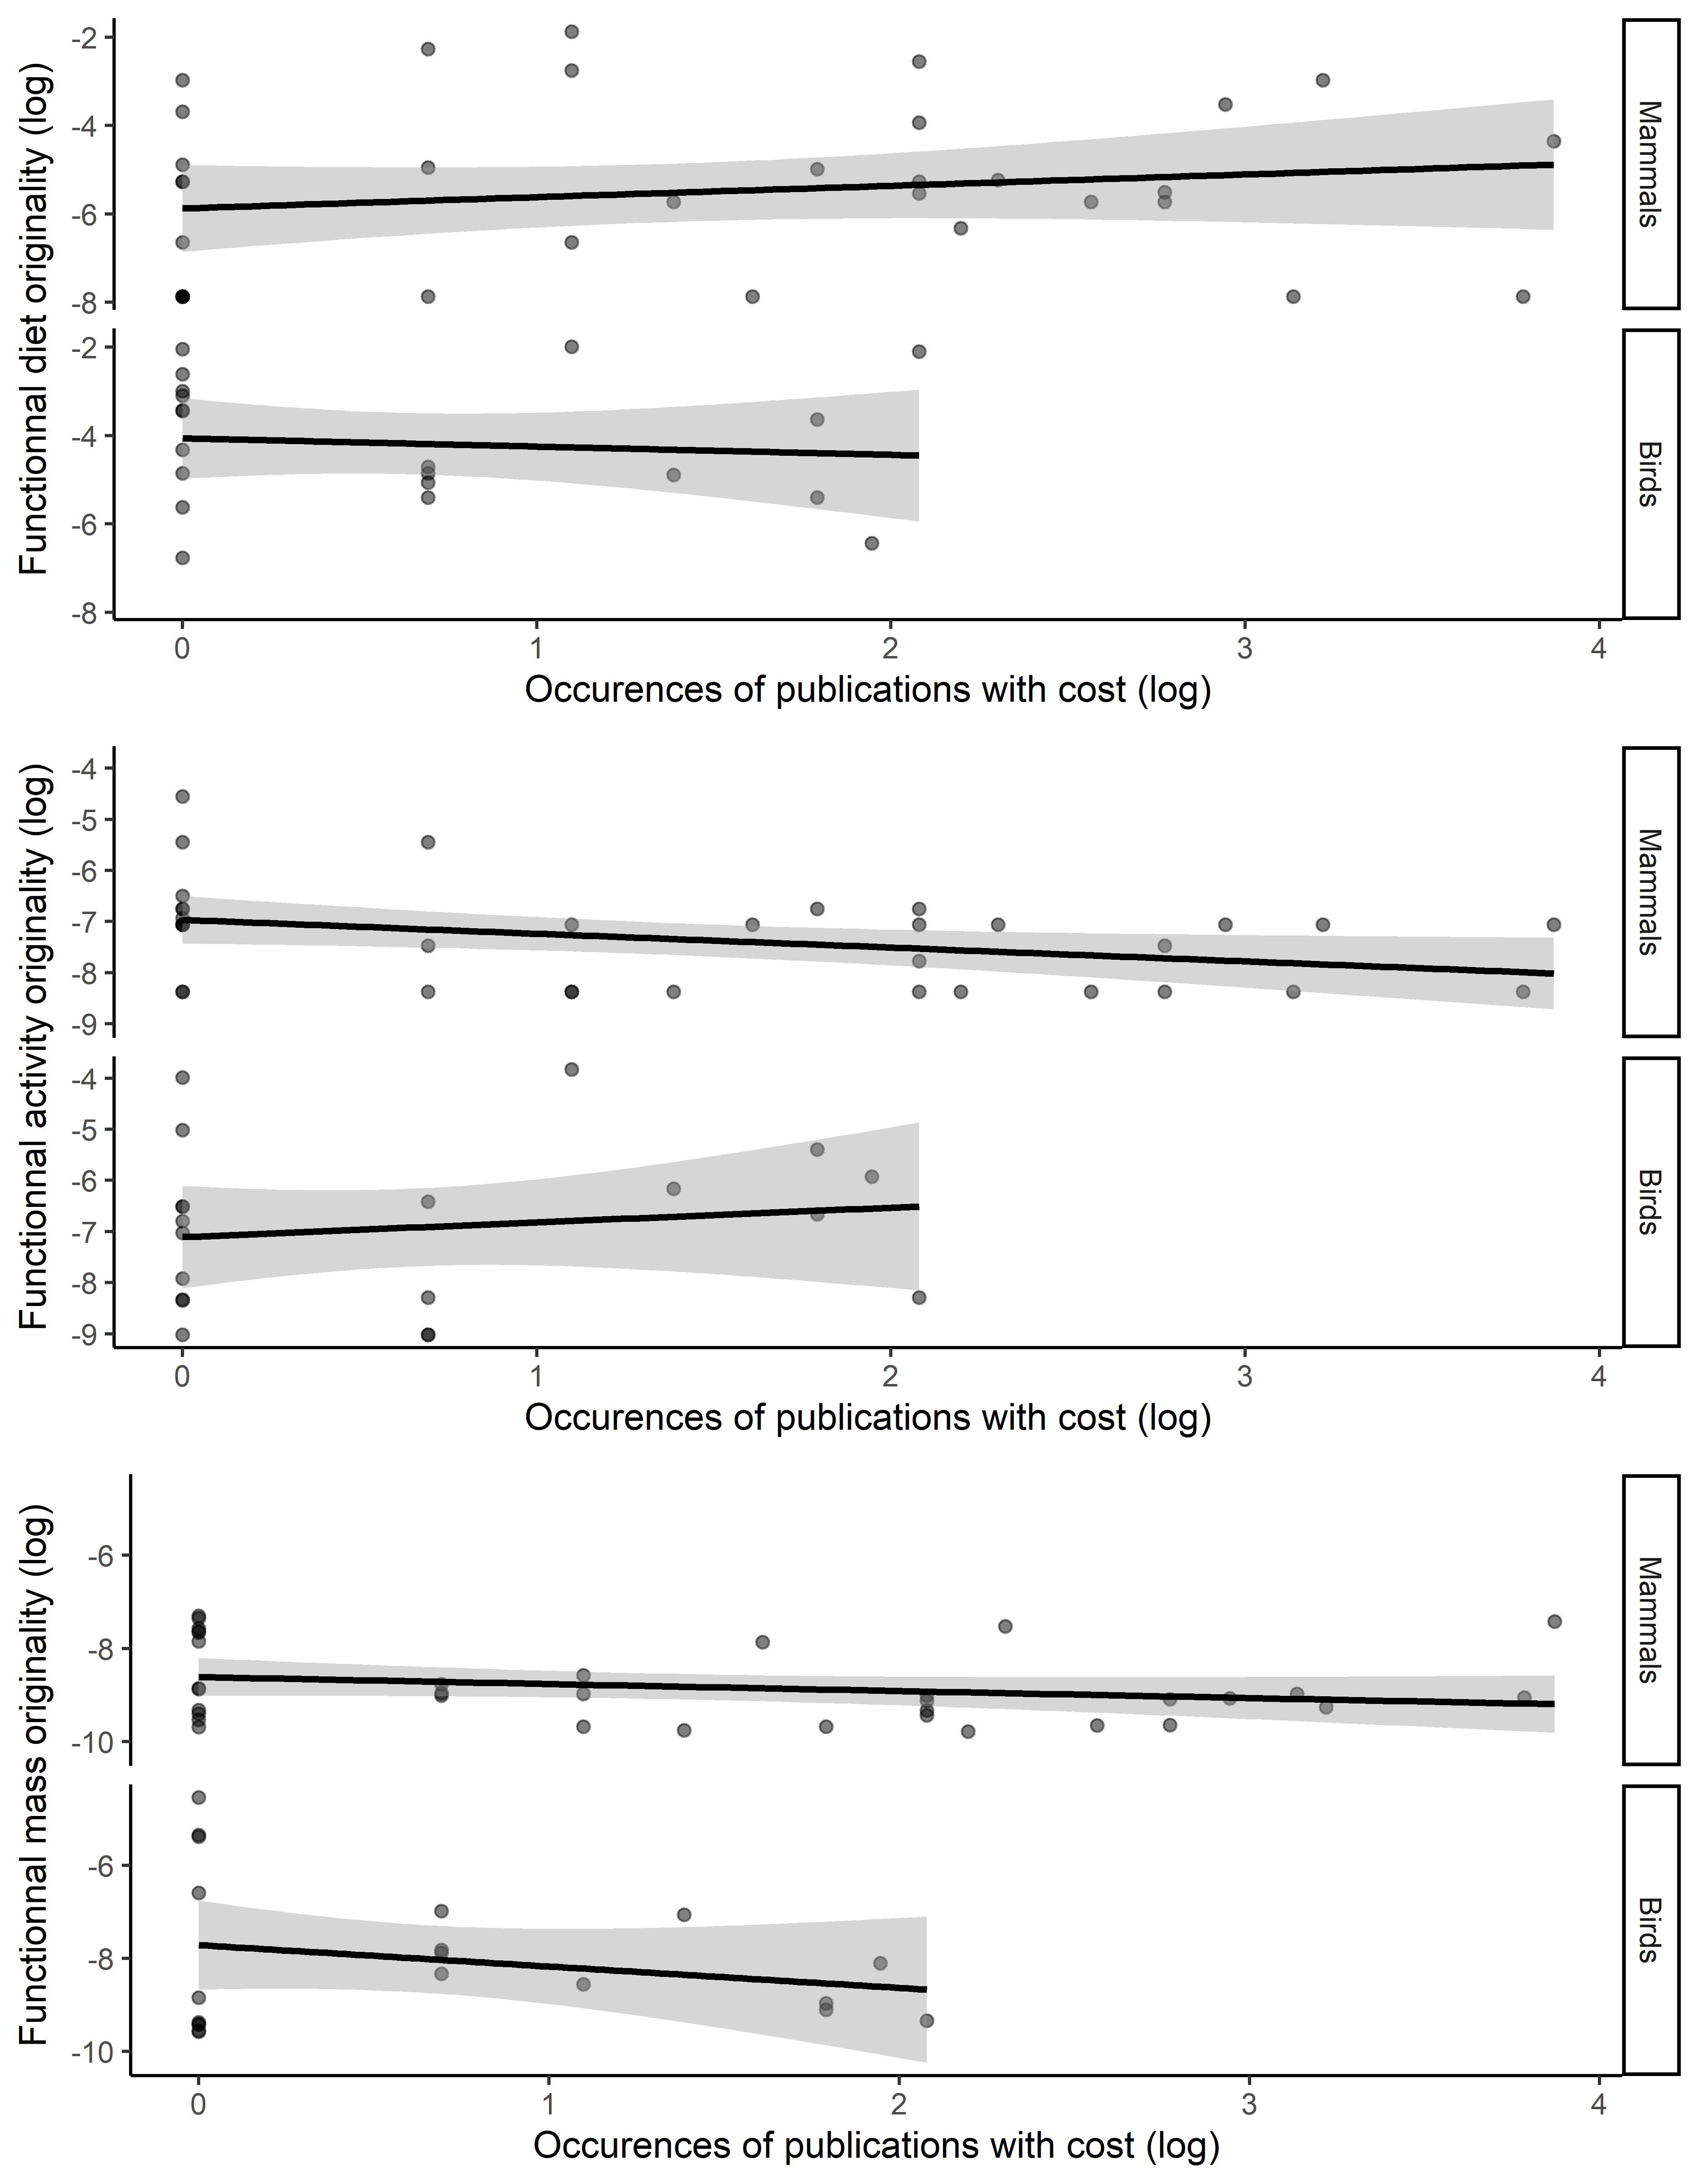 Functionnal diet originality (log)
-2
-4
-6
-8
Mammals
-2
-4
-6
-8
Birds
0 1 2 3 4
Occurences of publications with cost (log)
Functionnal activity originality (log)
-4
-5
-6
-7
-8
-9
Mammals
-4
-5
-6
-7
-8
-9
Birds
0 1 2 3 4
Occurences of publications with cost (log)
Functionnal mass originality (log)
-6
-8
-10
Mammals
-6
-8
-10
Birds
0 1 2 3 4
Occurences of publications with cost (log)